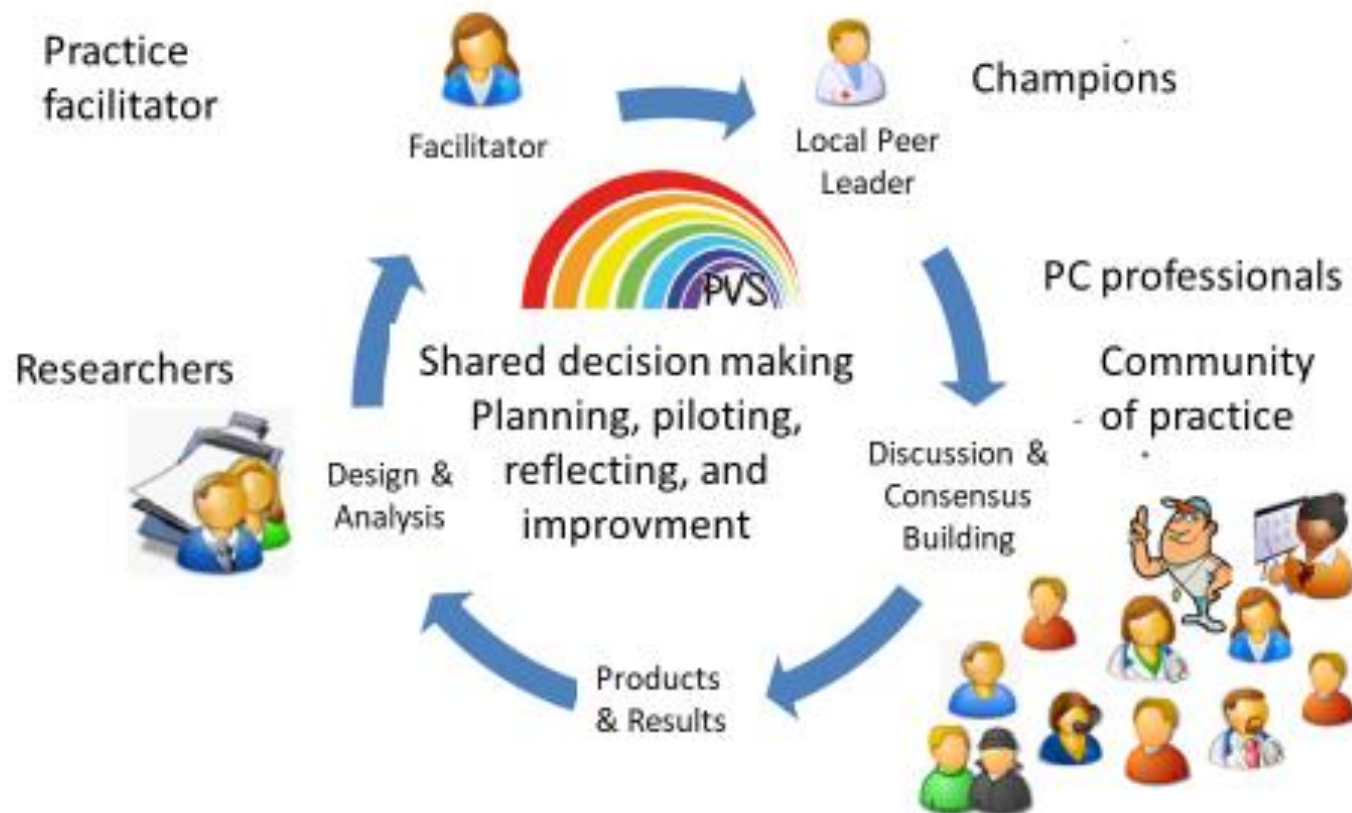 Practice
facilitator
Facilitator
Local Peer
Leader
Champions
PVS
PC professionals
Community
of practice
Researchers
Shared decision making
Planning, piloting,
reflecting, and
improvment
Design &
Analysis
Discussion &
Consensus
Building
Products
& Results